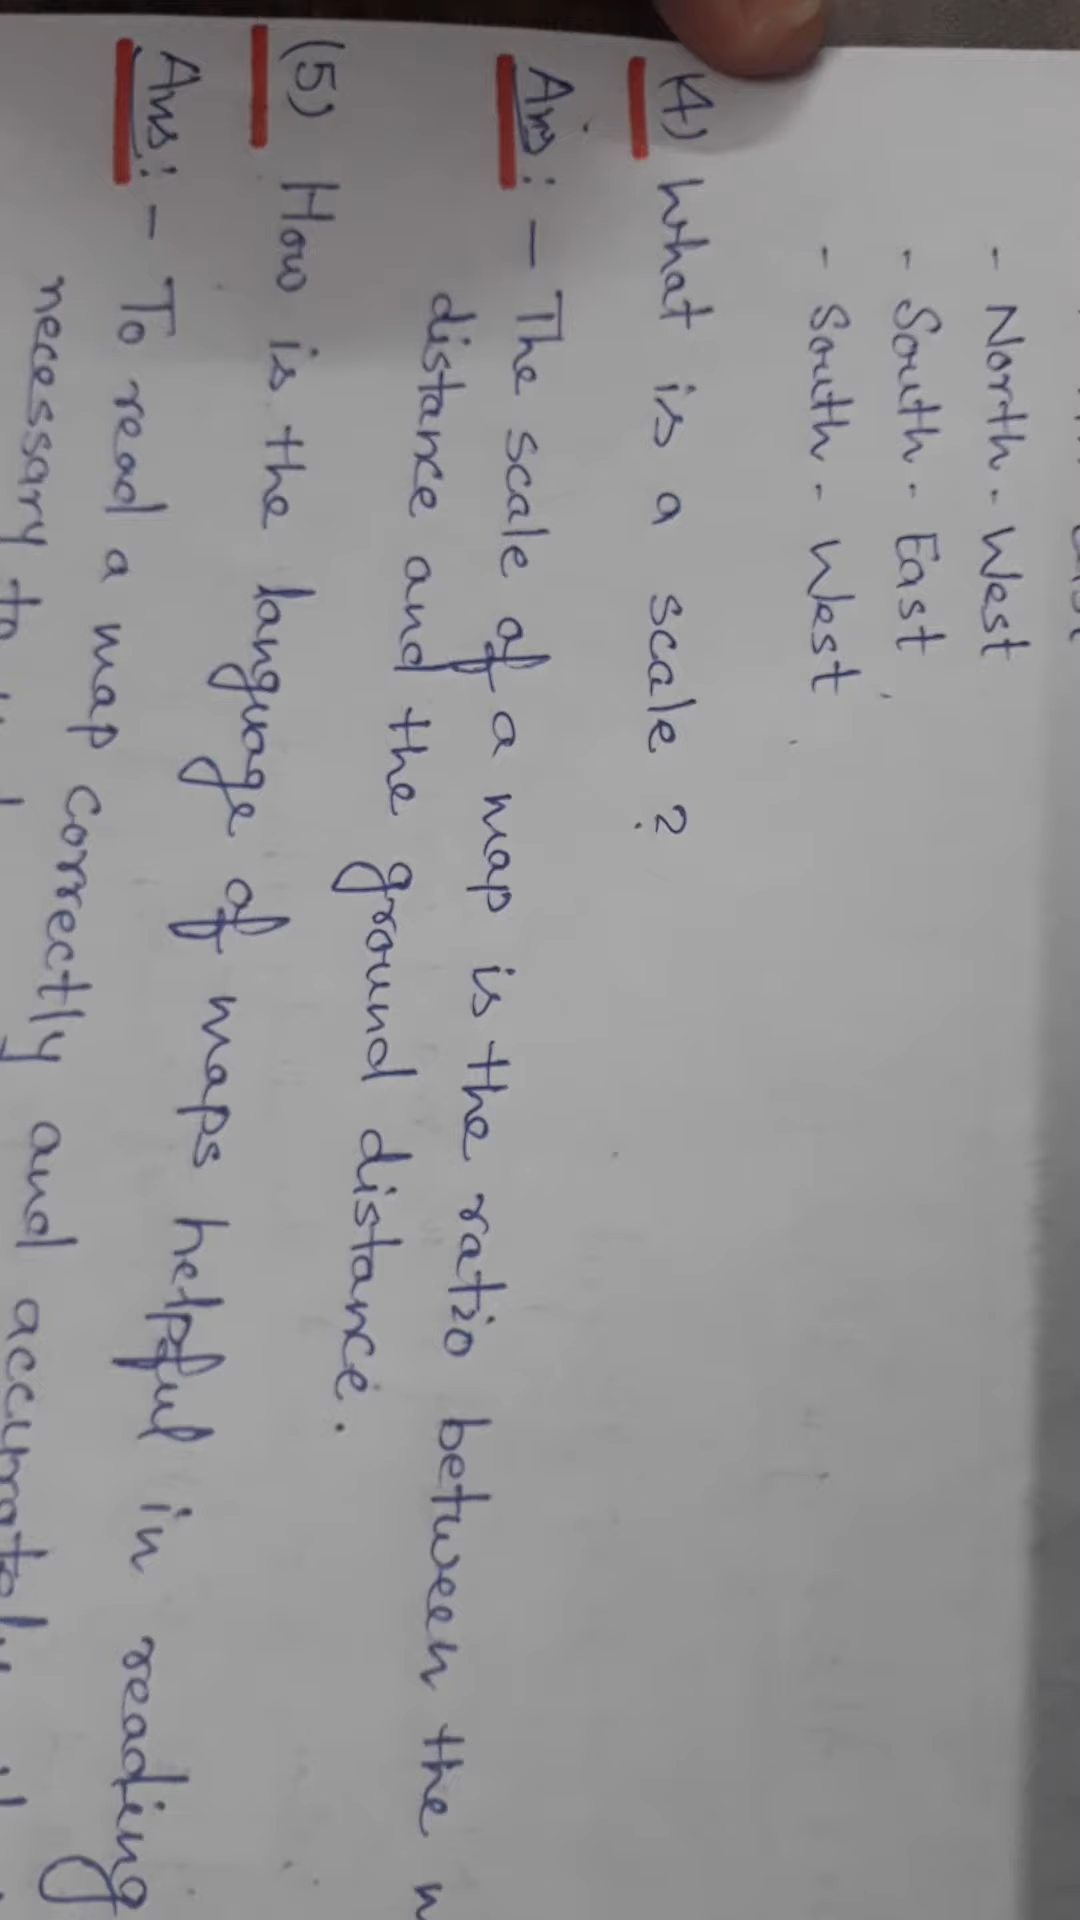 - North-West
- South-East
- South-West
(4) What is a scale ?
Ans:- The scale of a map is the ratio between the
distance and the ground distance.
(5) How is the language of maps helpful in reading
Ans:- To read a map correctly and accurately
necessary to